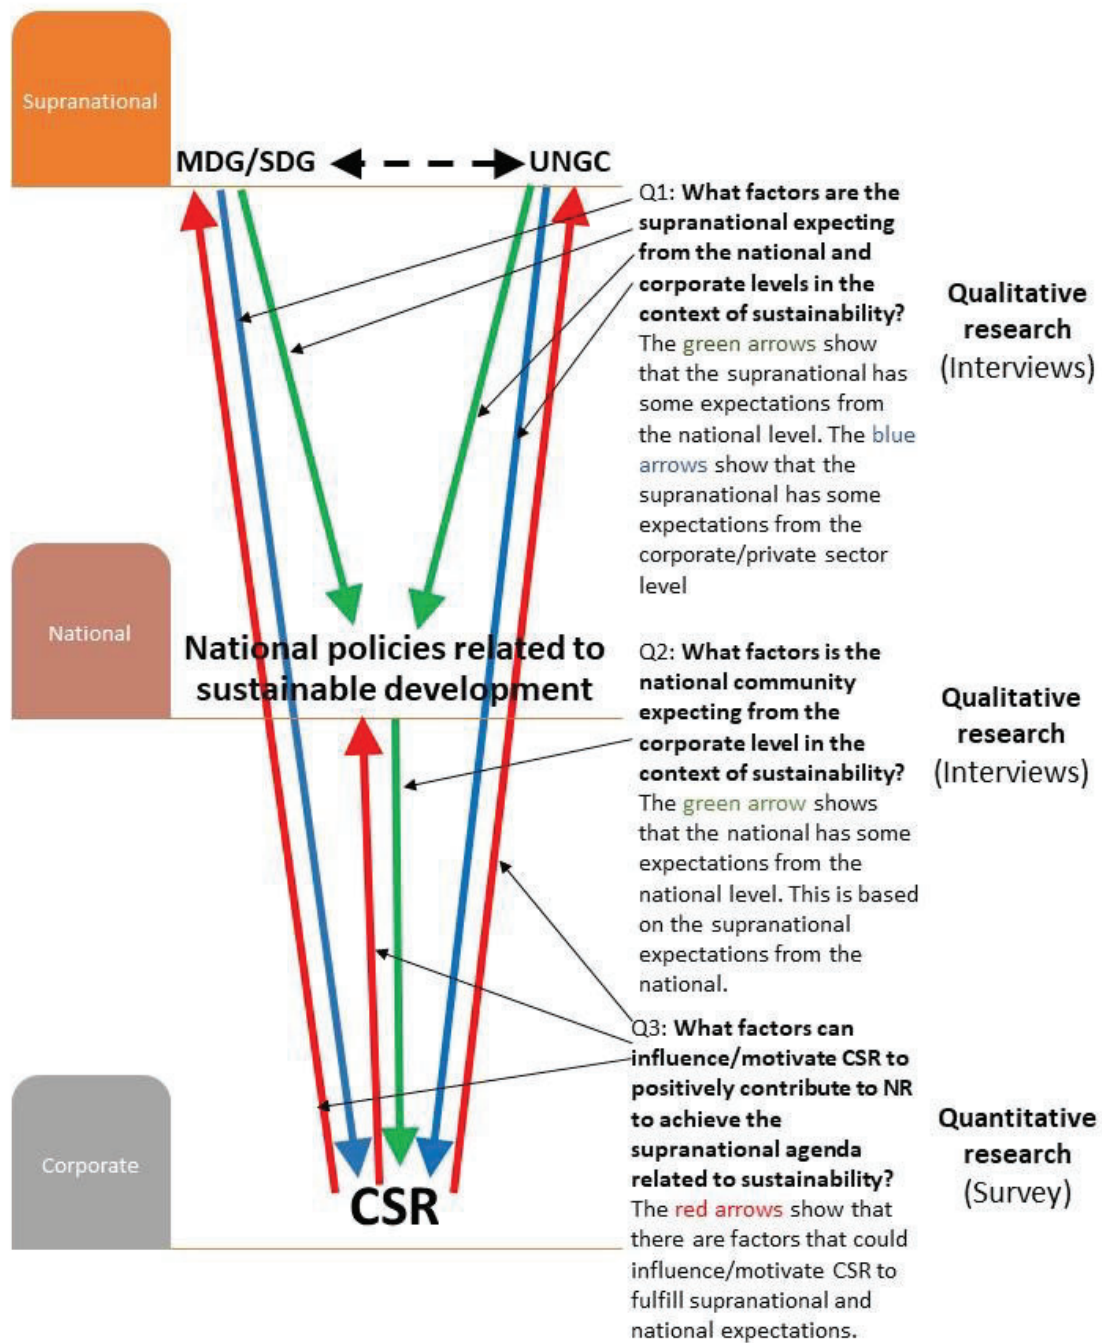 Supranational
MDG/SDG
UNGC
Q1: What factors are the
supranational expecting
from the national and
corporate levels in the
context of sustainability?
The green arrows show
that the supranational has
some expectations from
the national level. The blue
arrows show that the
supranational has some
expectations from the
corporate/private sector
level
Qualitative
research
(Interviews)
National
National policies related to
sustainable development
Q2: What factors is the
national community
expecting from the
corporate level in the
context of sustainability?
The green arrow shows
that the national has some
expectations from the
national level. This is based
on the supranational
expectations from the
national.
Qualitative
research
(Interviews)
Corporate
CSR
Q3: What factors can
influence/motivate CSR to
positively contribute to NR
to achieve the
supranational agenda
related to sustainability?
The red arrows show that
there are factors that could
influence/motivate CSR to
fulfill supranational and
national expectations.
Quantitative
research
(Survey)